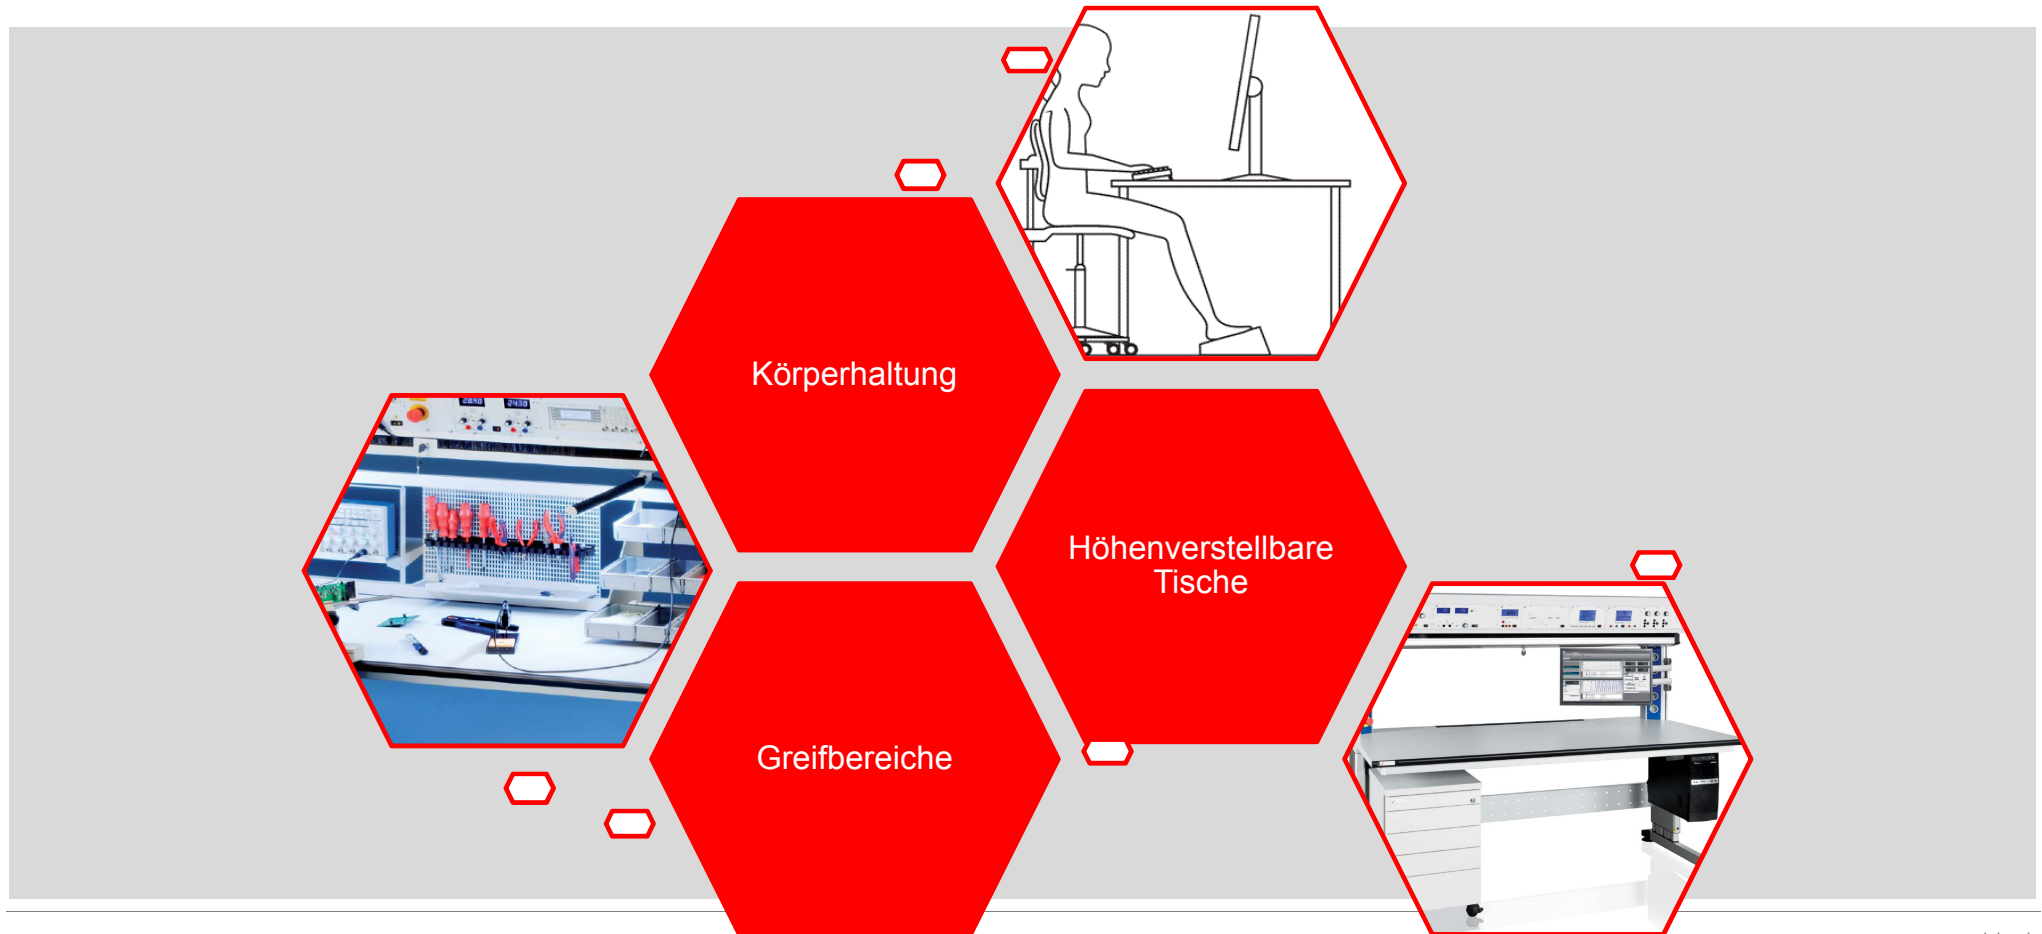 Körperhaltung
Höhenverstellbare
Tische
Greifbereiche